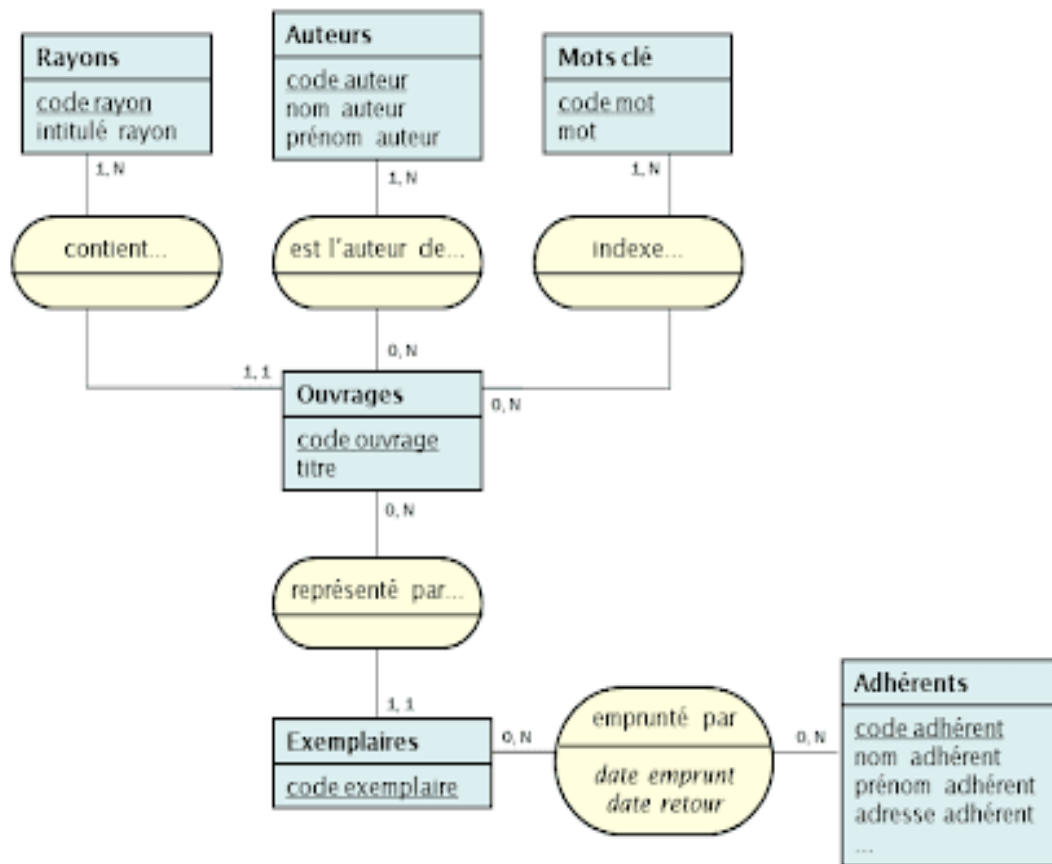 Rayons
code rayon
intitulé rayon
Auteurs
code auteur
nom auteur
prénom auteur
Mots clé
code mot
mot
1, N
1, N
1, N
contient...
est l'auteur de...
indexe...
1, 1
0, N
0, N
Ouvrages
code ouvrage
titre
0, N
représenté par...
1, 1
Exemplaires
code exemplaire
0, N
emprunté par
date emprunt
date retour
0, N
Adhérents
code adhérent
nom adhérent
prénom adhérent
adresse adhérent
...